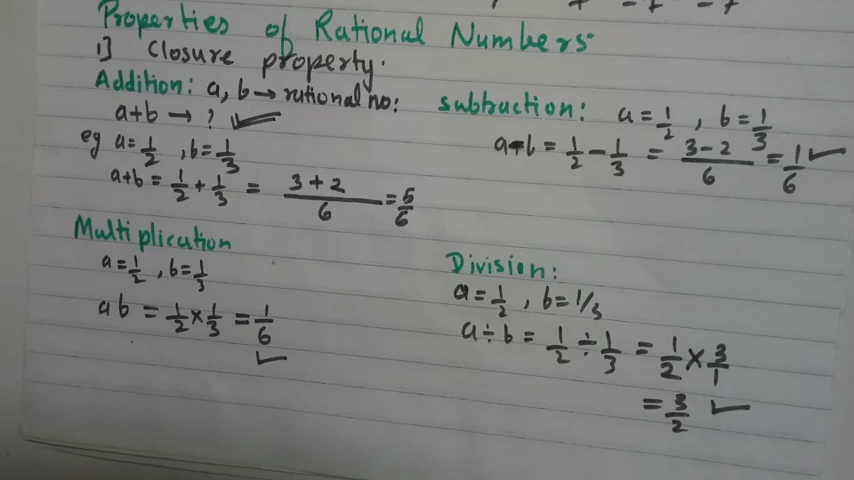 Properties of Rational Numbers
1] Closure property.
Addition: a, b → rational no:
a+b → ? ✓
eg a=1/2, b=1/3
a+b = 1/2 + 1/3 = (3+2)/6 = 5/6
subtraction: a=1/2, b=1/3
a-b = 1/2 - 1/3 = (3-2)/6 = 1/6 ✓
Multiplication
a=1/2, b=1/3
ab = 1/2 × 1/3 = 1/6
✓
Division:
a=1/2, b=1/3
a÷b = 1/2 ÷ 1/3 = 1/2 × 3/1
= 3/2 ✓